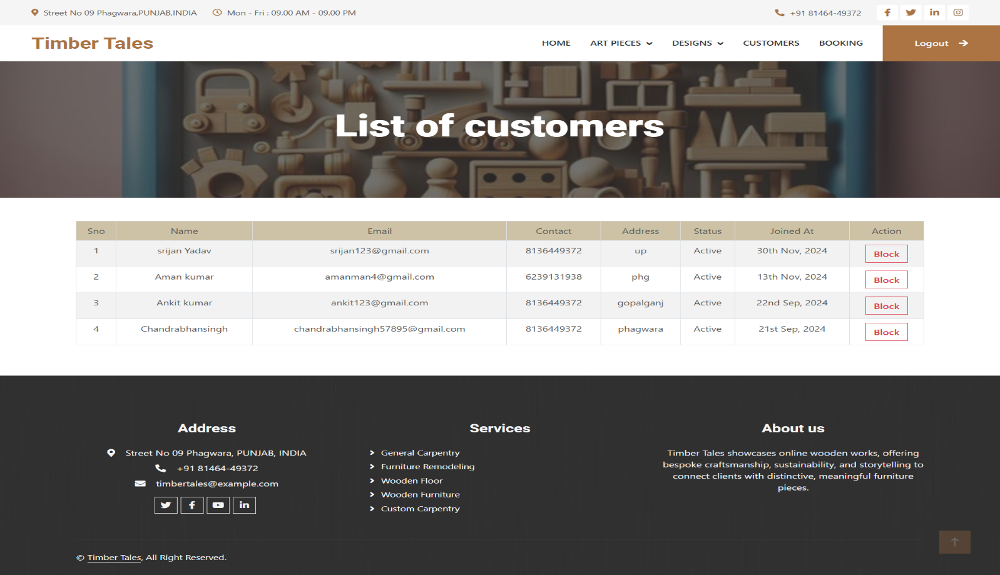 Street No 09 Phagwara,PUNJAB,INDIA Mon - Fri : 09.00 AM - 09.00 PM +91 81464-49372
Timber Tales HOME ART PIECES DESIGNS CUSTOMERS BOOKING Logout
List of customers
Sno Name Email Contact Address Status Joined At Action
1 srijan Yadav srijan123@gmail.com 8136449372 up Active 30th Nov, 2024 Block
2 Aman kumar amanman4@gmail.com 6239131938 phg Active 13th Nov, 2024 Block
3 Ankit kumar ankit123@gmail.com 8136449372 gopalganj Active 22nd Sep, 2024 Block
4 Chandrabhansingh chandrabhansingh57895@gmail.com 8136449372 phagwara Active 21st Sep, 2024 Block
Address
Street No 09 Phagwara, PUNJAB, INDIA
+91 81464-49372
timbertales@example.com
Services
General Carpentry
Furniture Remodeling
Wooden Floor
Wooden Furniture
Custom Carpentry
About us
Timber Tales showcases online wooden works, offering
bespoke craftsmanship, sustainability, and storytelling to
connect clients with distinctive, meaningful furniture
pieces.
© Timber Tales, All Right Reserved.